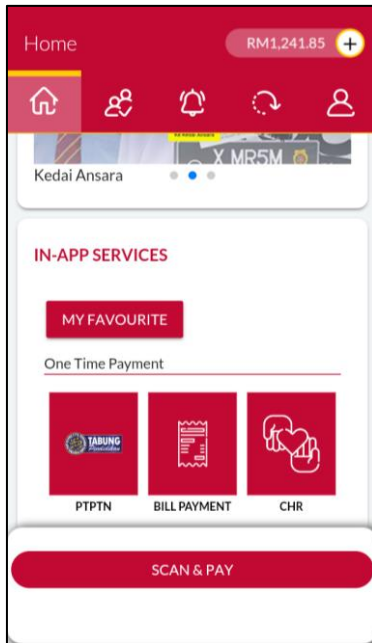 Home
RM1,241.85
X MR5M
Kedai Ansara
IN-APP SERVICES
MY FAVOURITE
One Time Payment
TABUNG
PTPTN
BILL PAYMENT
CHR
SCAN & PAY